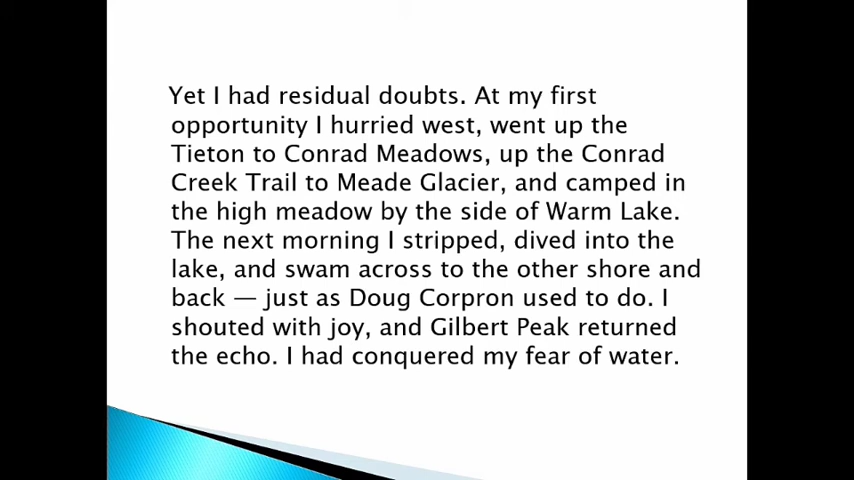 Yet I had residual doubts. At my first
opportunity I hurried west, went up the
Tieton to Conrad Meadows, up the Conrad
Creek Trail to Meade Glacier, and camped in
the high meadow by the side of Warm Lake.
The next morning I stripped, dived into the
lake, and swam across to the other shore and
back — just as Doug Corpron used to do. I
shouted with joy, and Gilbert Peak returned
the echo. I had conquered my fear of water.